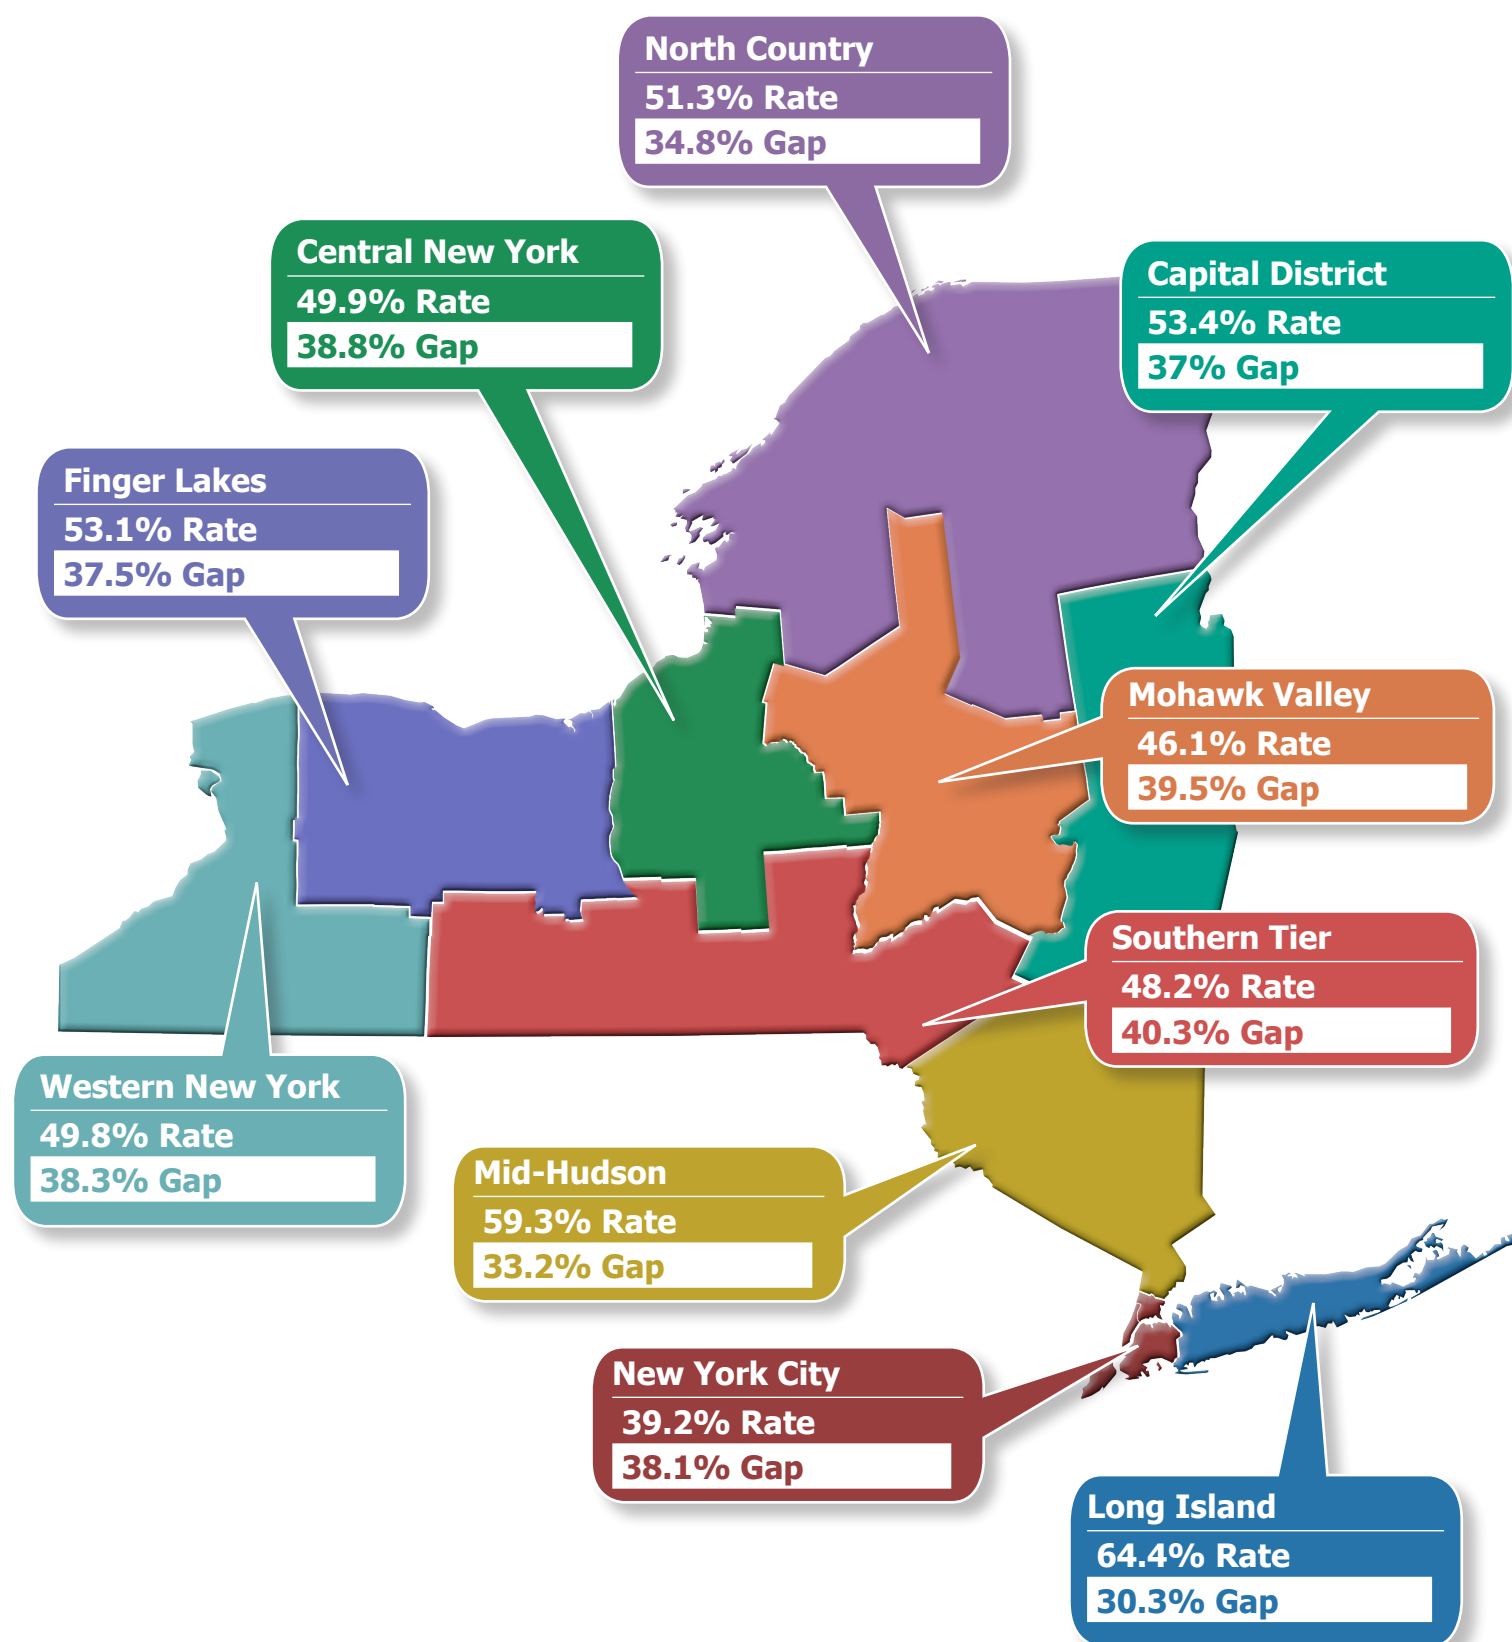 North Country
51.3% Rate
34.8% Gap
Central New York
49.9% Rate
38.8% Gap
Capital District
53.4% Rate
37% Gap
Finger Lakes
53.1% Rate
37.5% Gap
Mohawk Valley
46.1% Rate
39.5% Gap
Southern Tier
48.2% Rate
40.3% Gap
Western New York
49.8% Rate
38.3% Gap
Mid-Hudson
59.3% Rate
33.2% Gap
New York City
39.2% Rate
38.1% Gap
Long Island
64.4% Rate
30.3% Gap